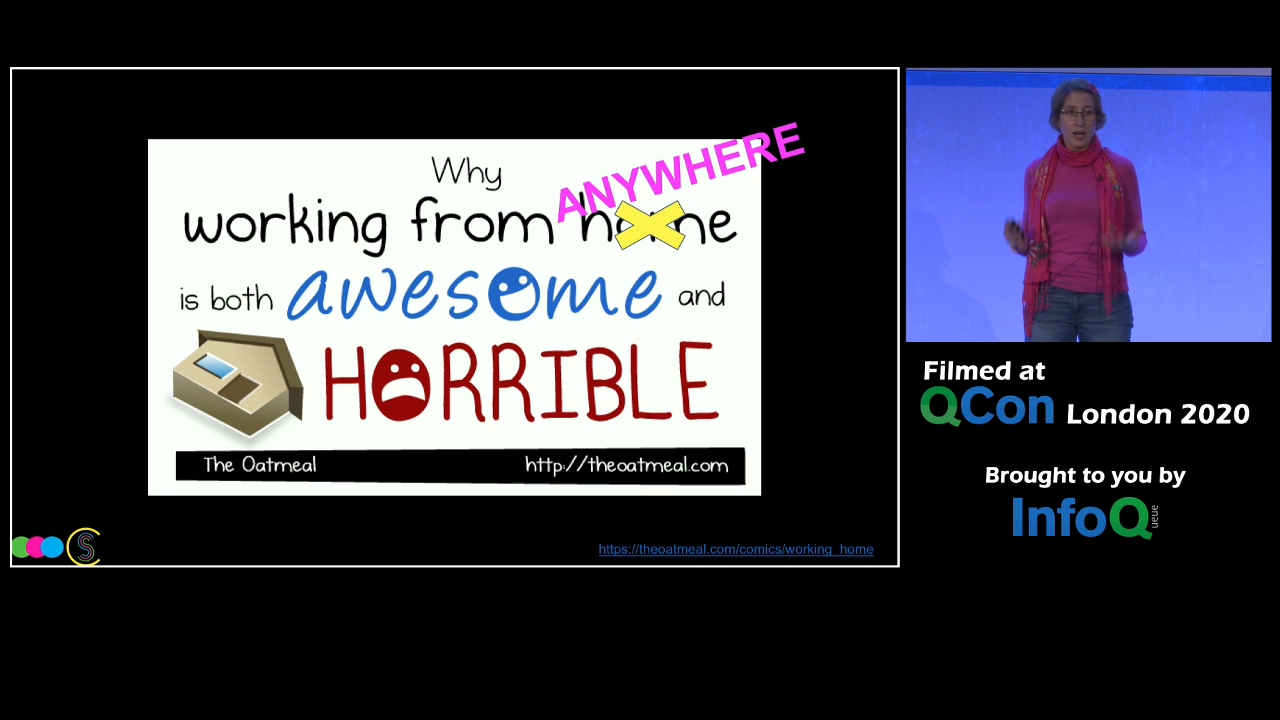 Why
ANYWHERE
working from home
is both awesome and
HORRIBLE
The Oatmeal http://theoatmeal.com
https://theoatmeal.com/comics/working_home
Filmed at
QCon London 2020
Brought to you by
InfoQ
queue